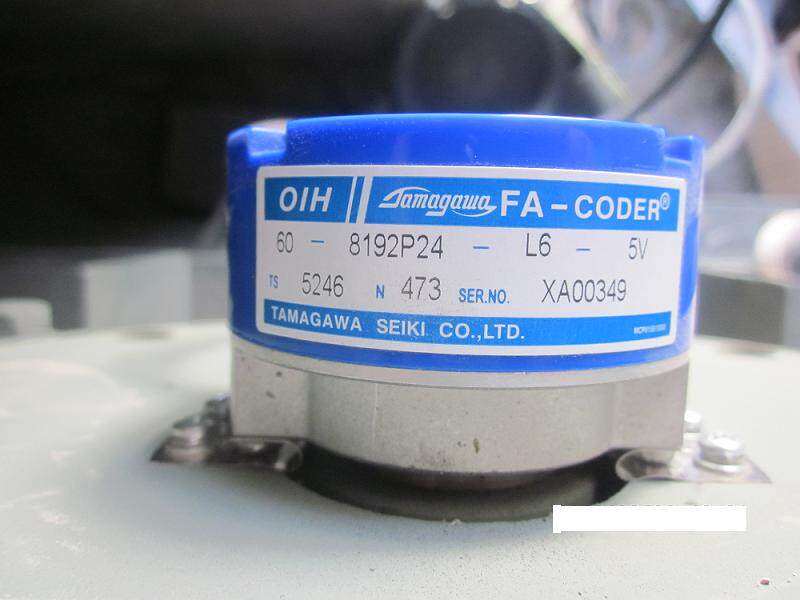 OIH Tamagawa FA-CODER®
60 - 8192P24 - L6 - 5V
TS 5246 N 473 SER.NO. XA00349
TAMAGAWA SEIKI CO.,LTD.